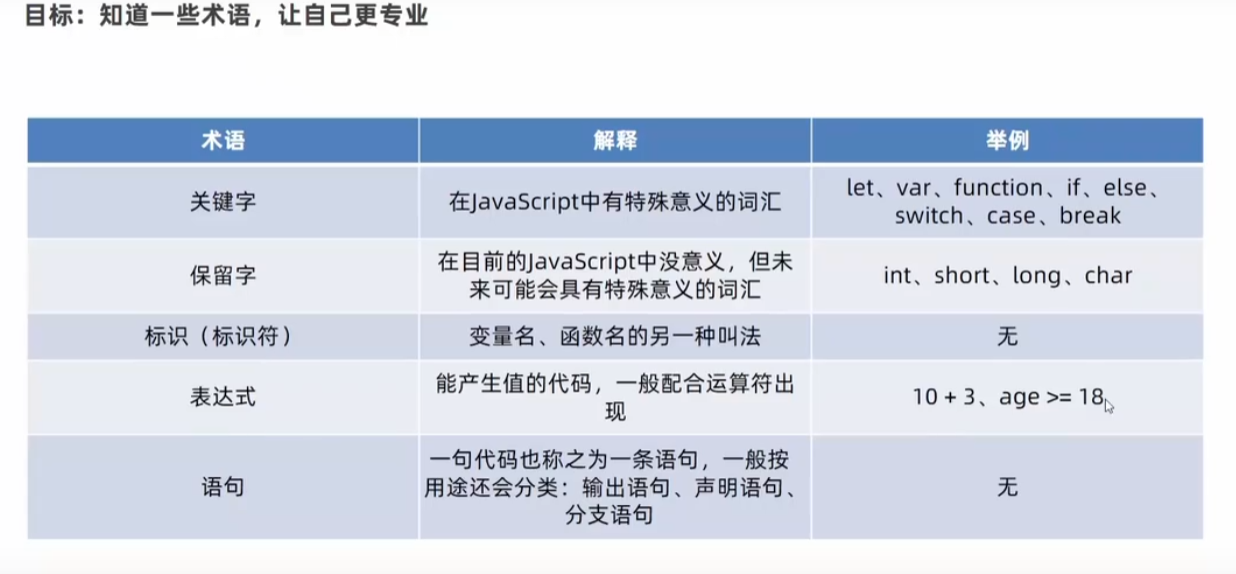 目标：知道一些术语，让自己更专业
术语 解释 举例
关键字 在JavaScript中有特殊意义的词汇 let、var、function、if、else、
switch、case、break
保留字 在目前的JavaScript中没意义，但未
来可能会具有特殊意义的词汇 int、short、long、char
标识（标识符） 变量名、函数名的另一种叫法 无
表达式 能产生值的代码，一般配合运算符出
现 10 + 3、age >= 18
语句 一句代码也称之为一条语句，一般按
用途还会分类：输出语句、声明语句、
分支语句 无